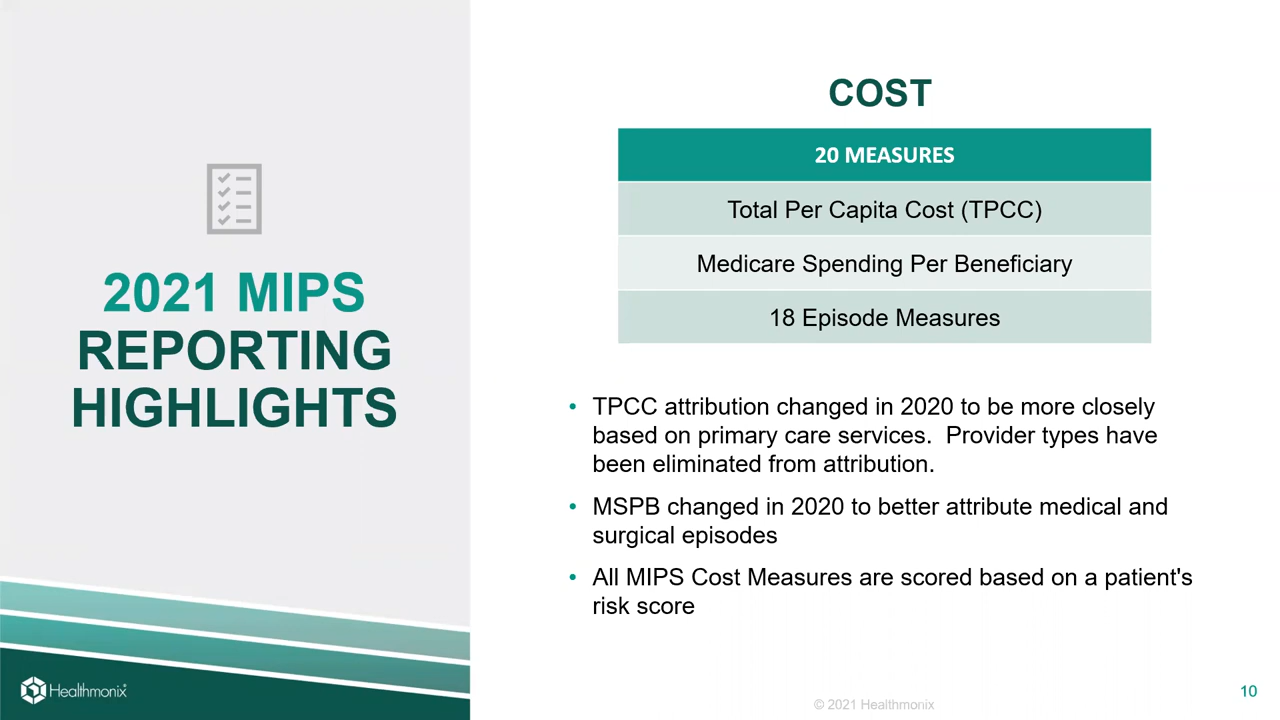 2021 MIPS
REPORTING
HIGHLIGHTS
Healthmonix
COST
20 MEASURES
Total Per Capita Cost (TPCC)
Medicare Spending Per Beneficiary
18 Episode Measures
• TPCC attribution changed in 2020 to be more closely
based on primary care services.  Provider types have
been eliminated from attribution.
• MSPB changed in 2020 to better attribute medical and
surgical episodes
• All MIPS Cost Measures are scored based on a patient's
risk score
© 2021 Healthmonix
10